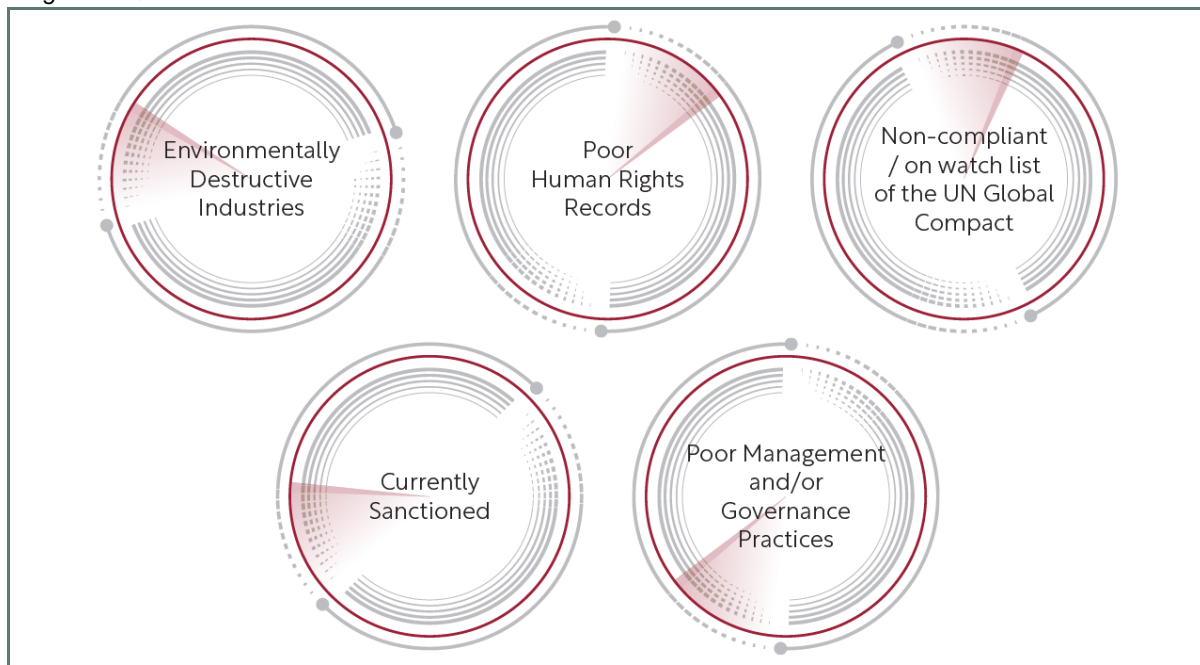 Environmentally
Destructive
Industries
Poor
Human Rights
Records
Non-compliant
/ on watch list
of the UN Global
Compact
Currently
Sanctioned
Poor Management
and/or
Governance
Practices